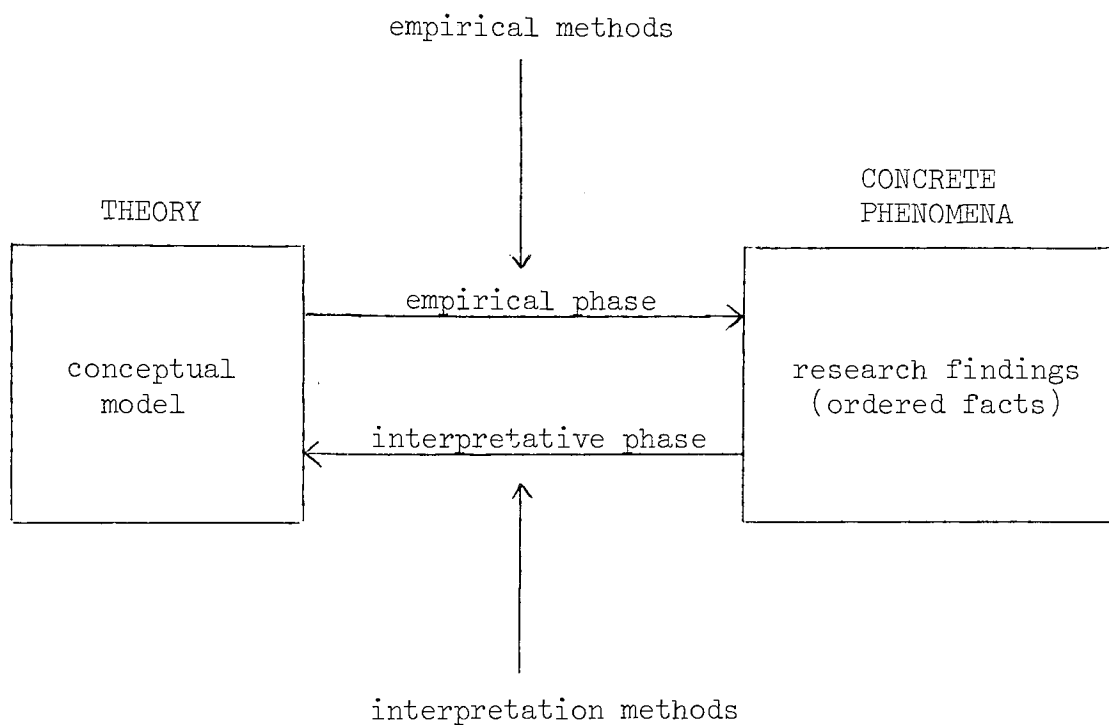 empirical methods
THEORY
CONCRETE
PHENOMENA
empirical phase
conceptual
model
research findings
(ordered facts)
interpretative phase
interpretation methods